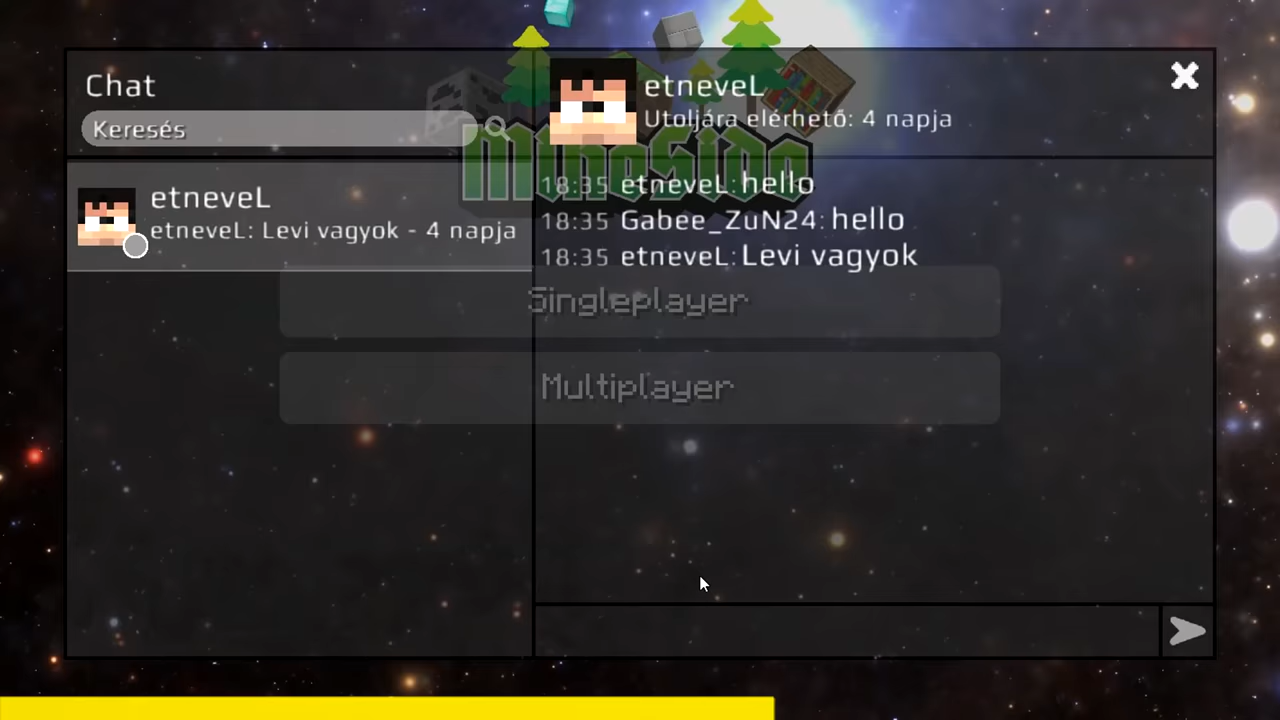 MineSido
Chat
Keresés
etneveL
etneveL: Levi vagyok - 4 napja
etneveL
Utoljára elérhető: 4 napja
18:35 etneveL: hello
18:35 Gabee_ZuN24: hello
18:35 etneveL: Levi vagyok
Singleplayer
Multiplayer